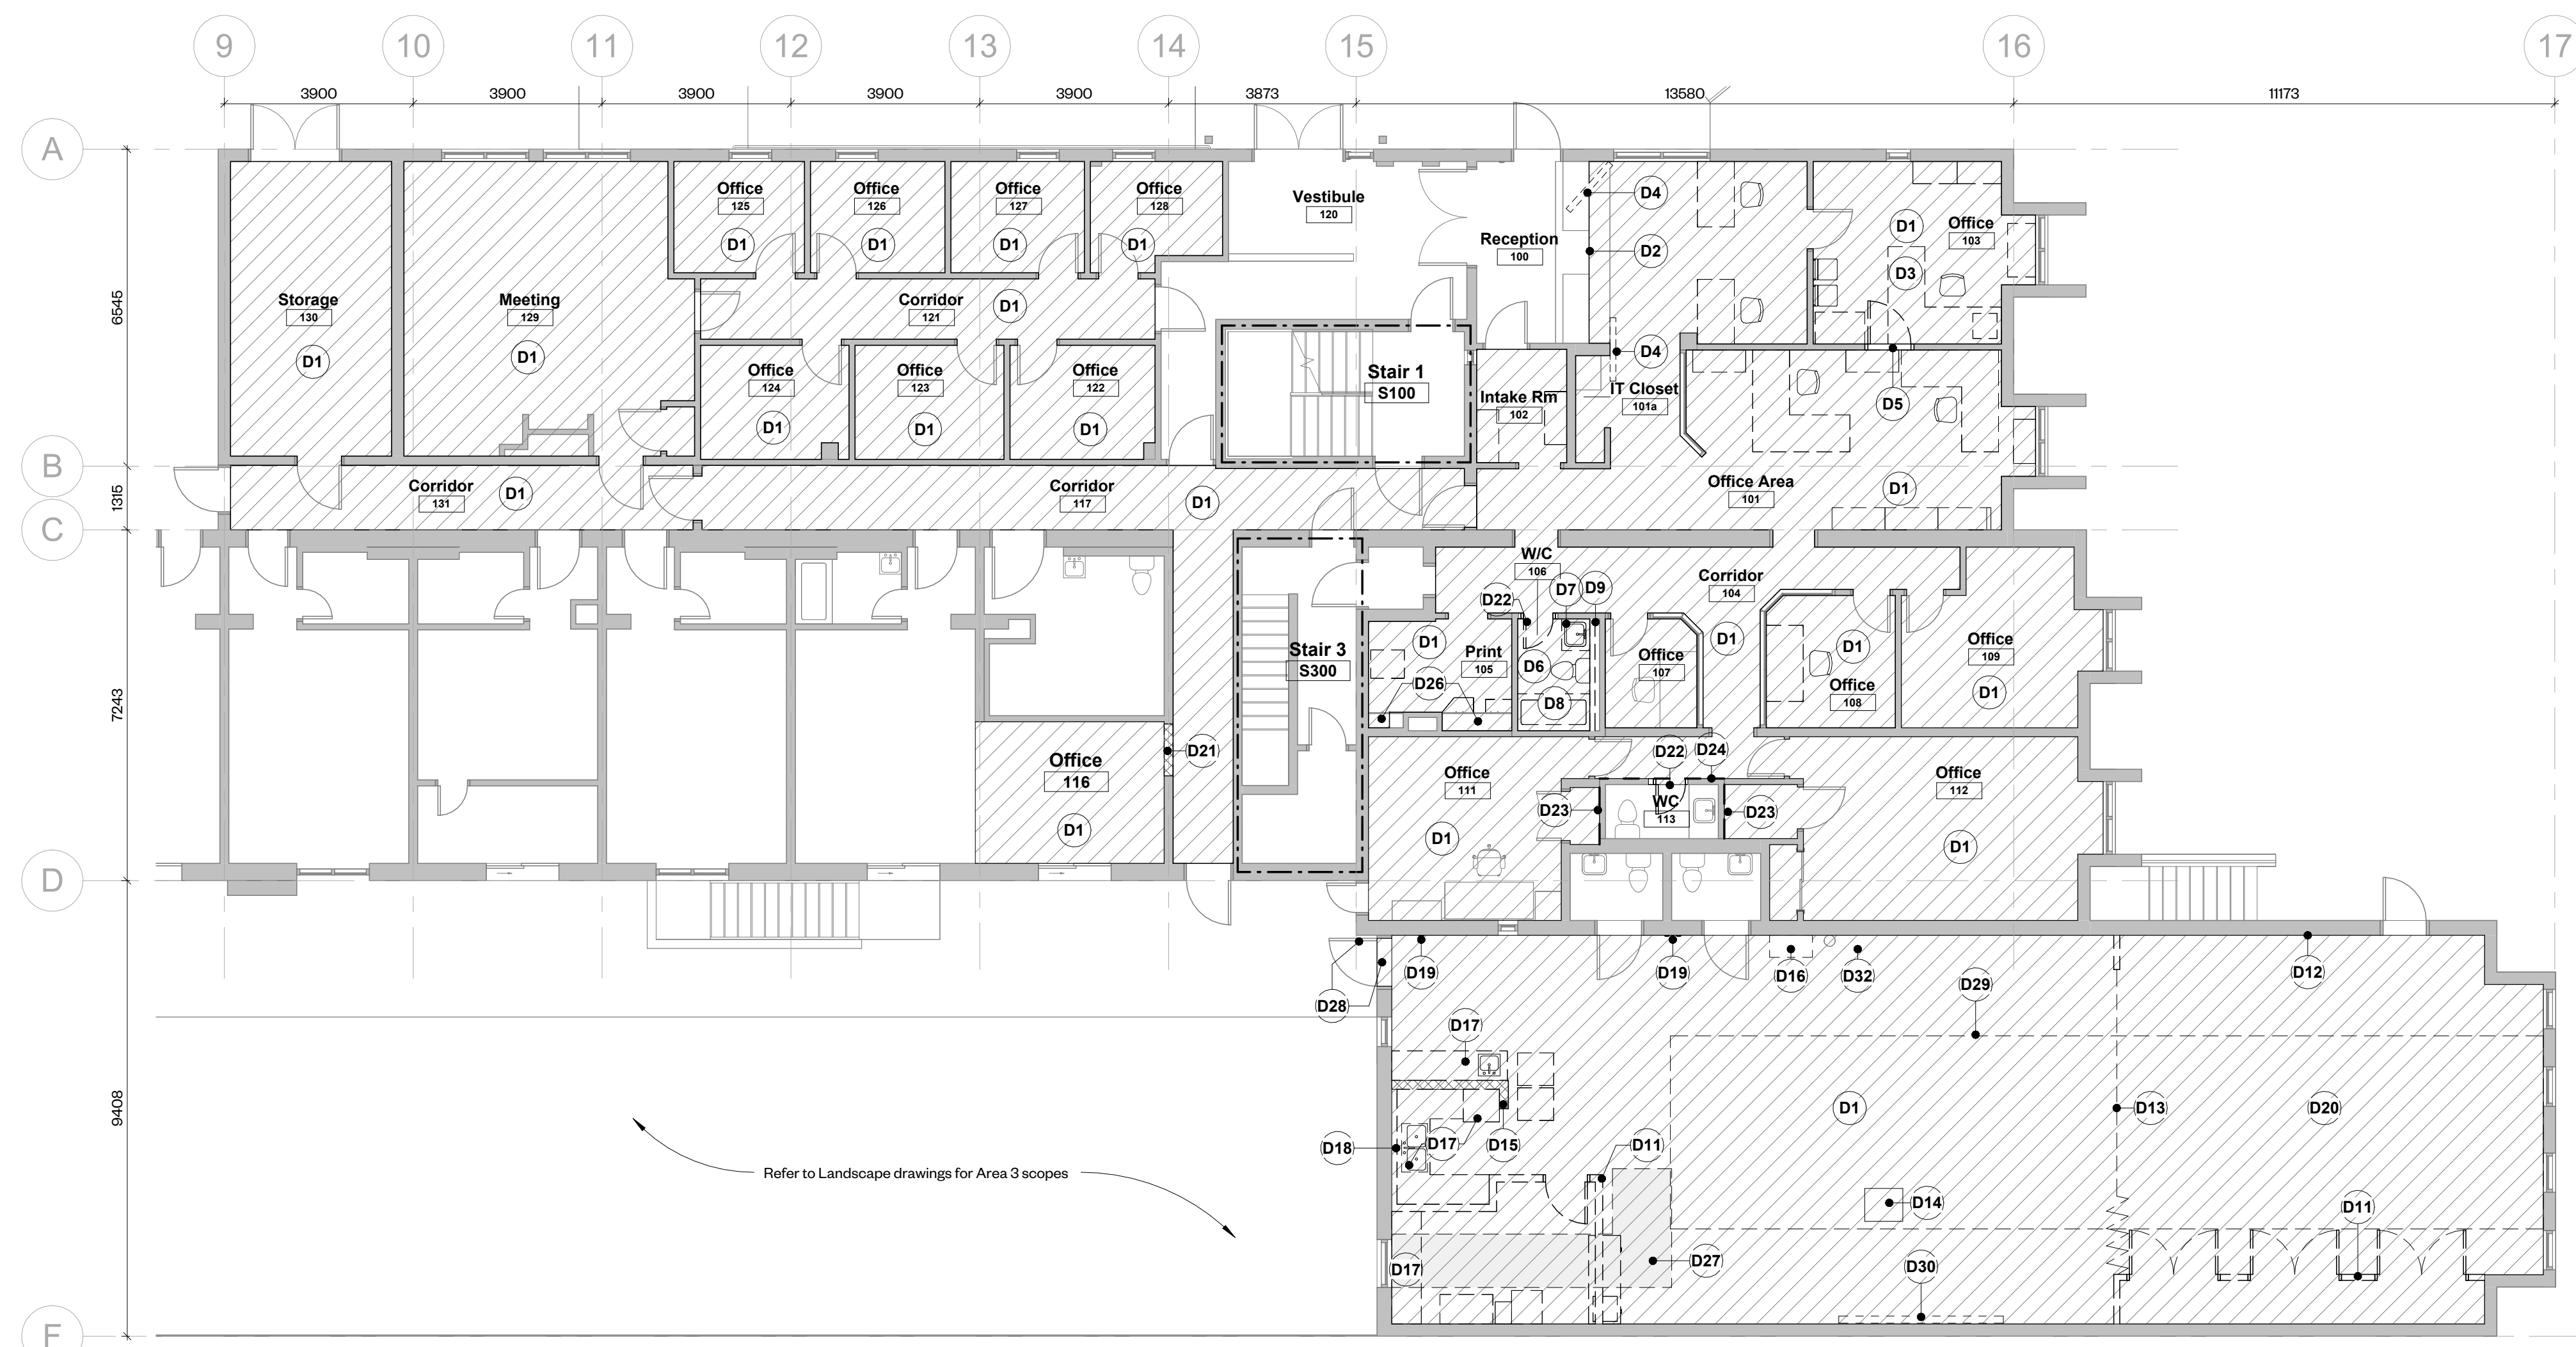 9 10 11 12 13 14 15 16 17
3900 3900 3900 3900 3900 3873 13580 11173
A
B
C
D
F
6545
1315
7243
9408
Office
125
D1
Office
126
D1
Office
127
D1
Office
128
D1
Vestibule
120
Reception
100
D4
D2
D4
D1
Office
103
D3
D5
Storage
130
D1
Meeting
129
D1
Corridor
121
D1
Office
124
D1
Office
123
D1
Office
122
D1
Stair 1
S100
Intake Rm
102
IT Closet
101a
Corridor
131
D1
Corridor
117
D1
Office Area
101
D1
W/C
106
D22
D7
D9
Corridor
104
D1
D1
Print
105
D26
D6
D8
Office
107
D1
Office
108
Office
109
D1
Stair 3
S300
Office
116
D1
D21
Office
111
D1
D22
D24
D23
WC
113
D23
Office
112
D1
D28
D19
D19
D16
D32
D29
D12
D17
D18
D17
D15
D11
D1
D13
D20
D14
D11
D17
D27
D30
Refer to Landscape drawings for Area 3 scopes